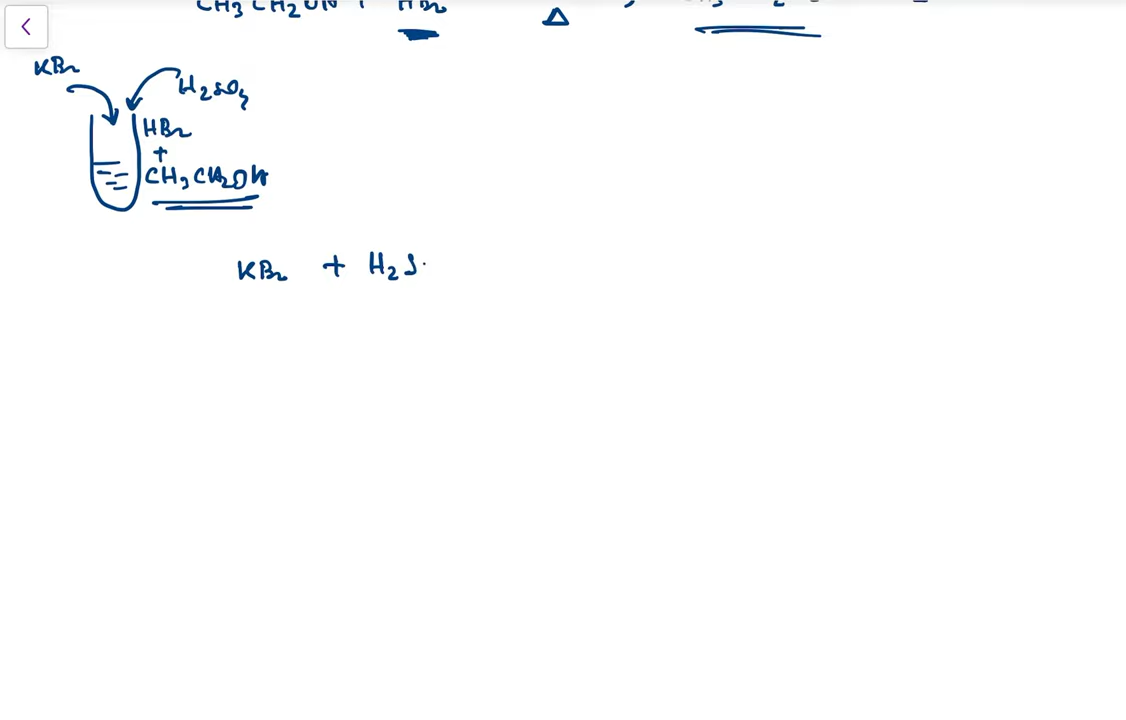 CH3CH2OH + HBr Δ
KBr
H2SO4
HBr
+
CH3CH2OH
KBr + H2S